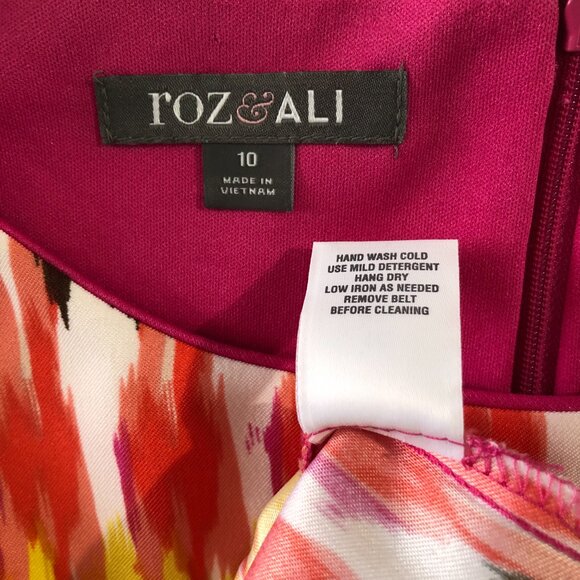 roz&ALI
10
MADE IN
VIETNAM
HAND WASH COLD
USE MILD DETERGENT
HANG DRY
LOW IRON AS NEEDED
REMOVE BELT
BEFORE CLEANING